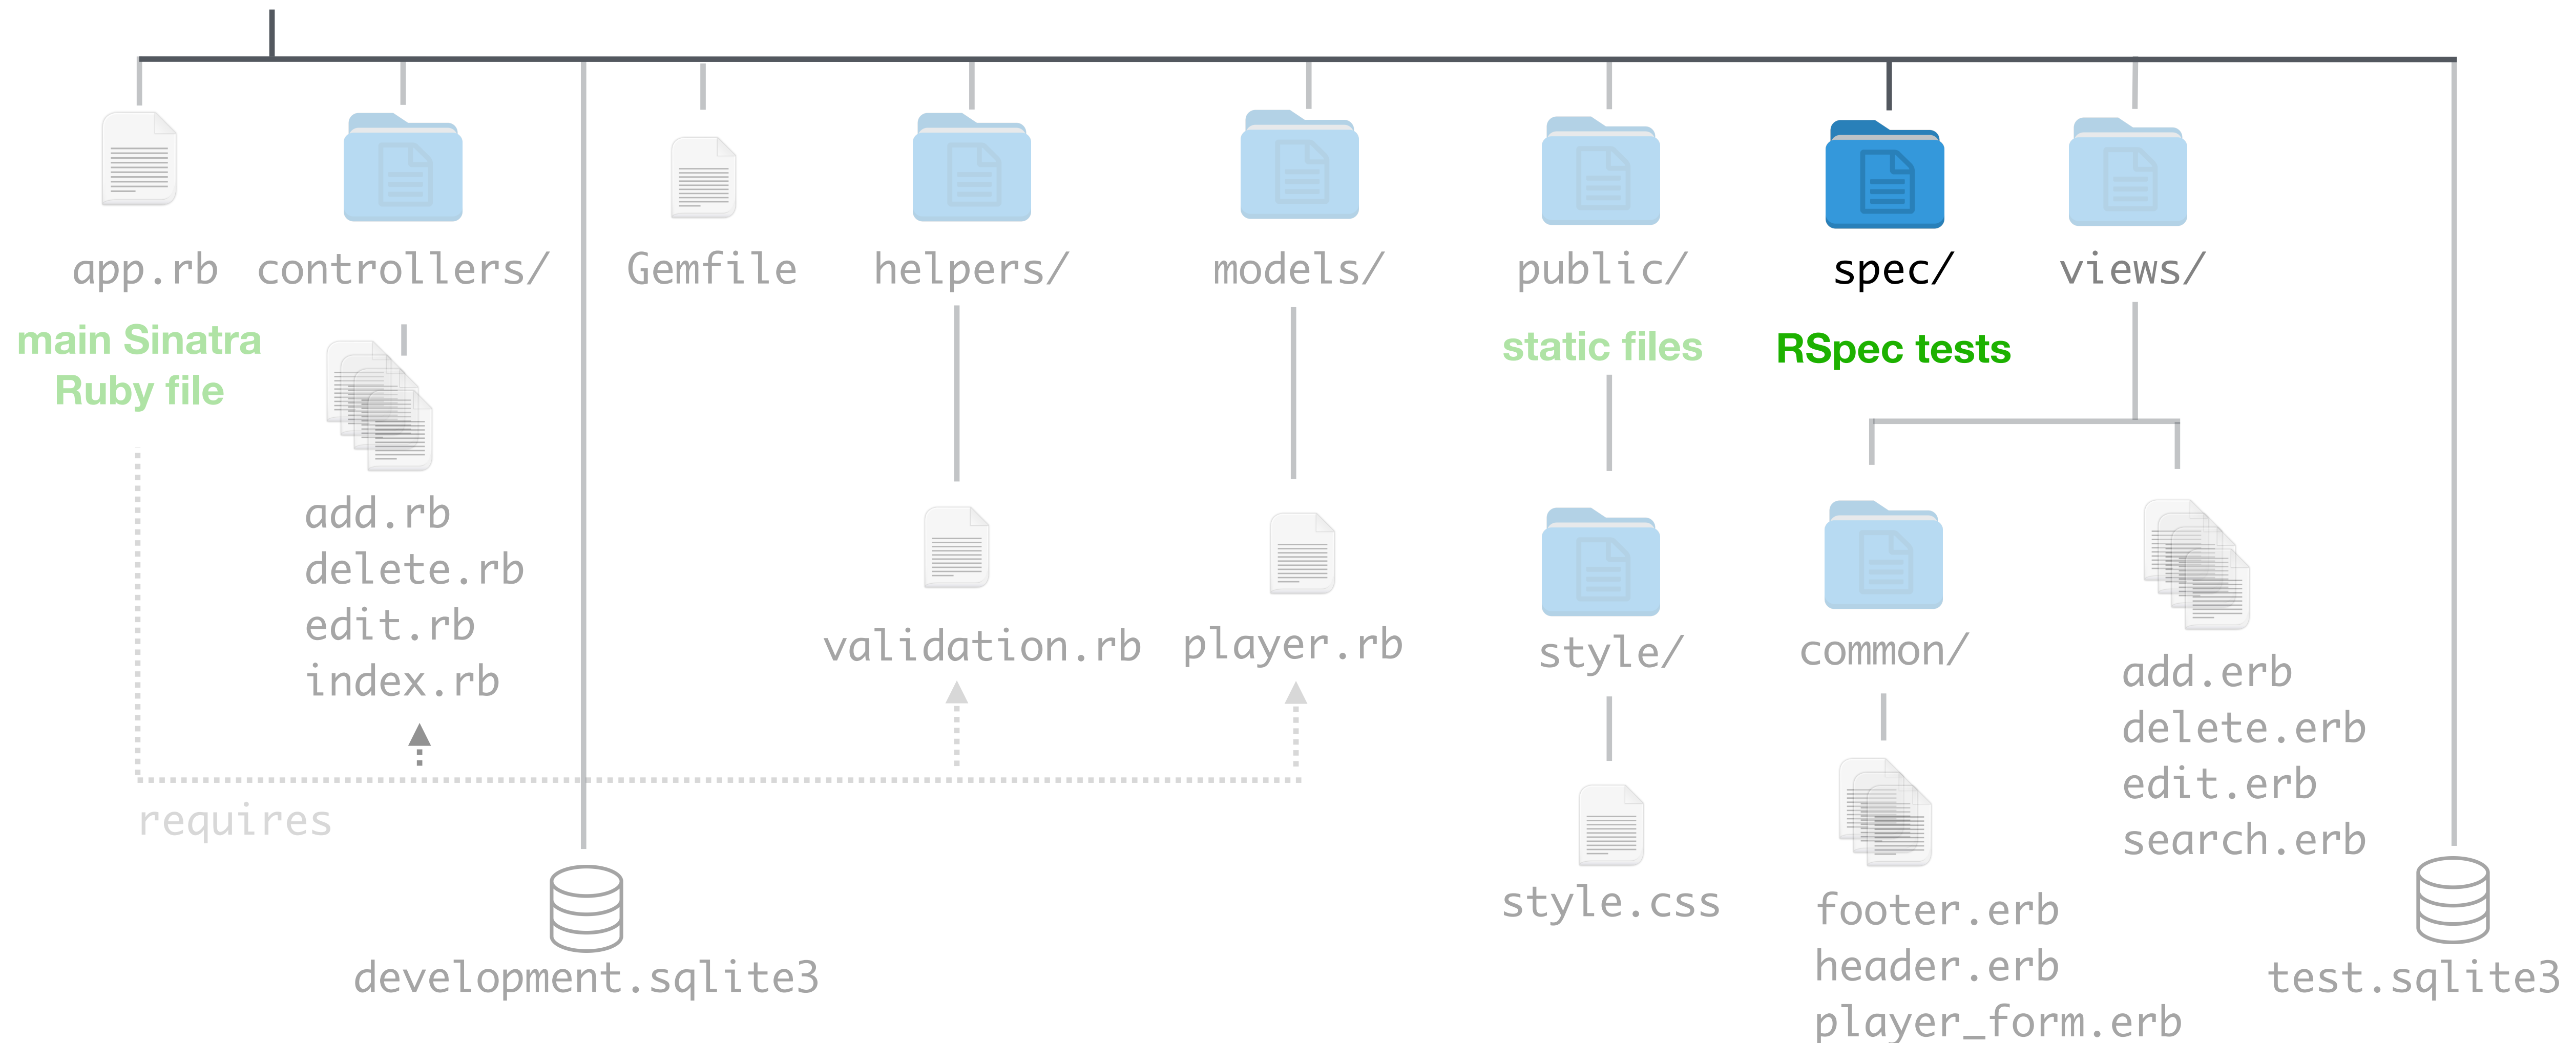 app.rb
controllers/
Gemfile
helpers/
models/
public/
spec/
views/
main Sinatra
Ruby file
static files
RSpec tests
add.rb
delete.rb
edit.rb
index.rb
validation.rb
player.rb
style/
common/
add.erb
delete.erb
edit.erb
search.erb
requires
style.css
footer.erb
header.erb
player_form.erb
development.sqlite3
test.sqlite3